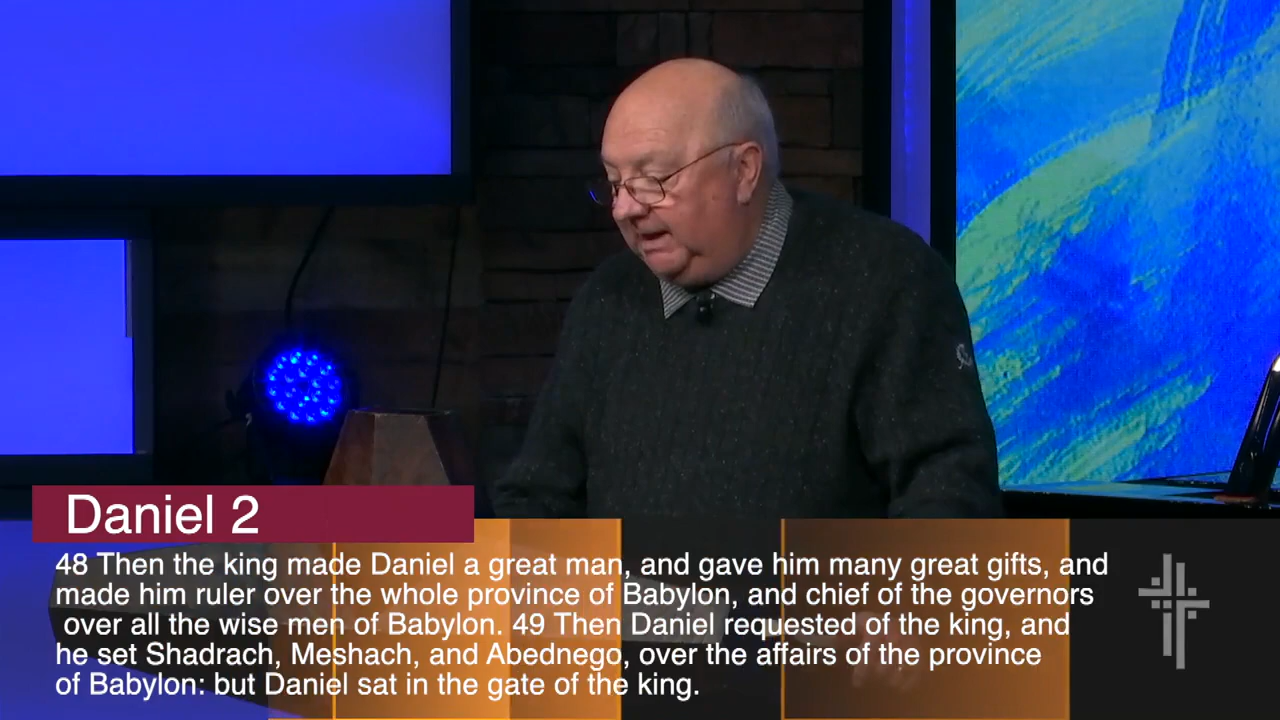 Daniel 2
48 Then the king made Daniel a great man, and gave him many great gifts, and
made him ruler over the whole province of Babylon, and chief of the governors
over all the wise men of Babylon. 49 Then Daniel requested of the king, and
he set Shadrach, Meshach, and Abednego, over the affairs of the province
of Babylon: but Daniel sat in the gate of the king.